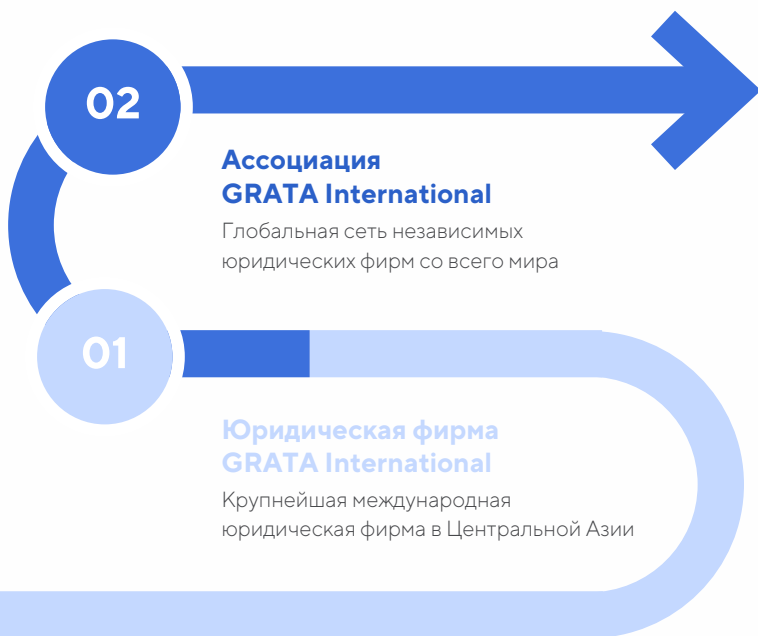 02
Ассоциация
GRATA International
Глобальная сеть независимых
юридических фирм со всего мира
01
Юридическая фирма
GRATA International
Крупнейшая международная
юридическая фирма в Центральной Азии